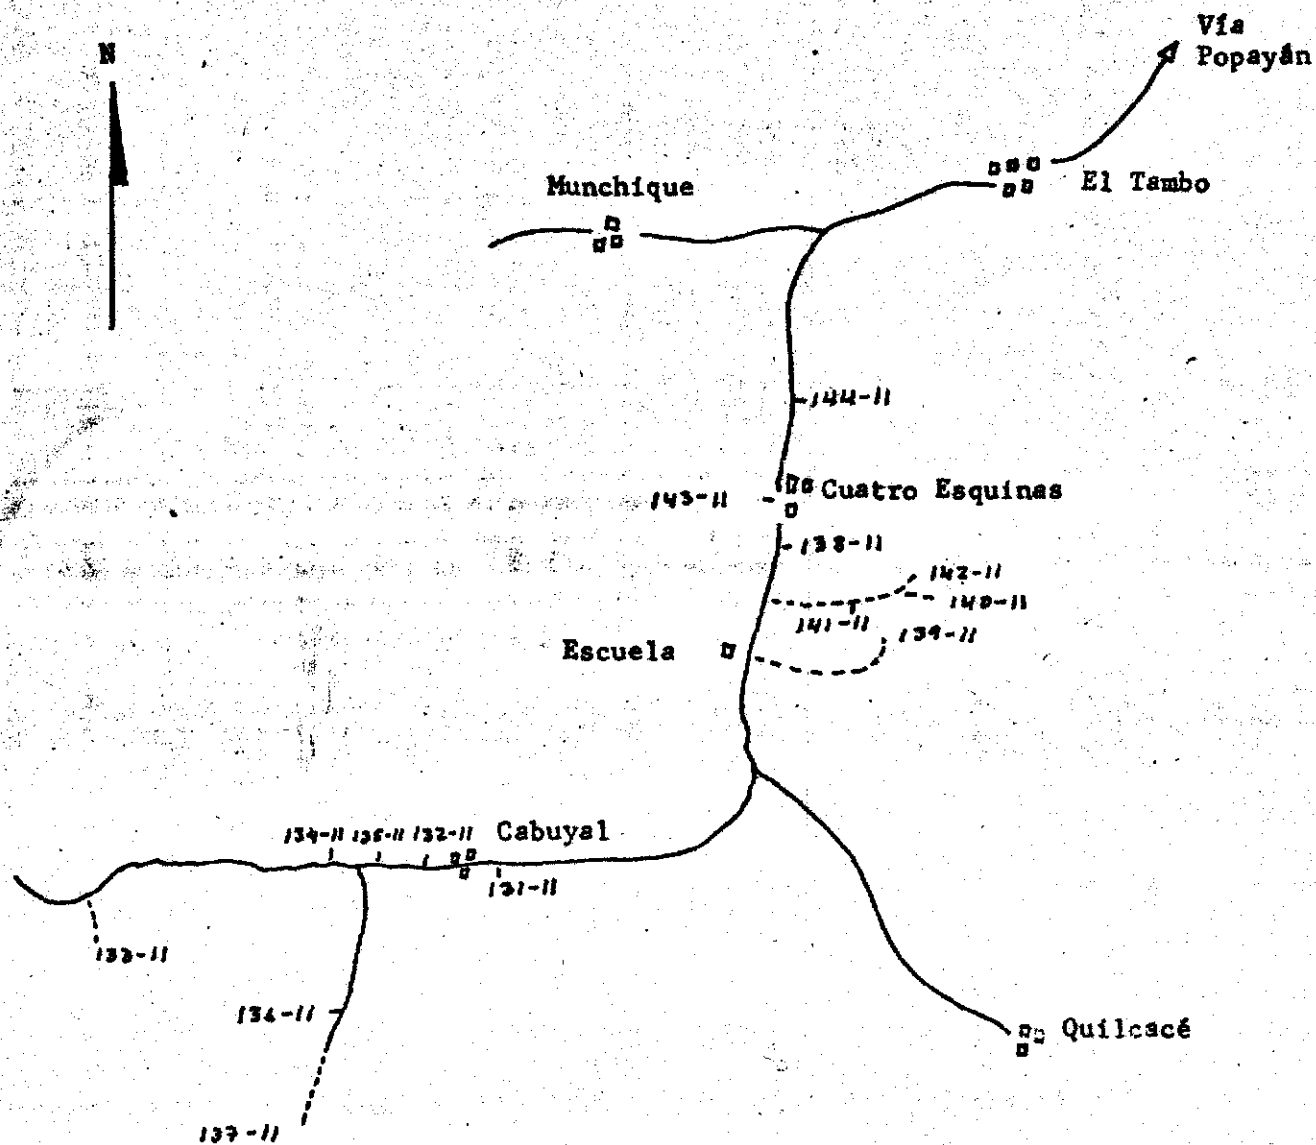 N
Vía
Popayán
Munchique
El Tambo
144-11
143-11
Cuatro Esquinas
138-11
142-11
140-11
141-11
139-11
Escuela
134-11 135-11 132-11 Cabuyal
131-11
133-11
136-11
Quilcacé
137-11